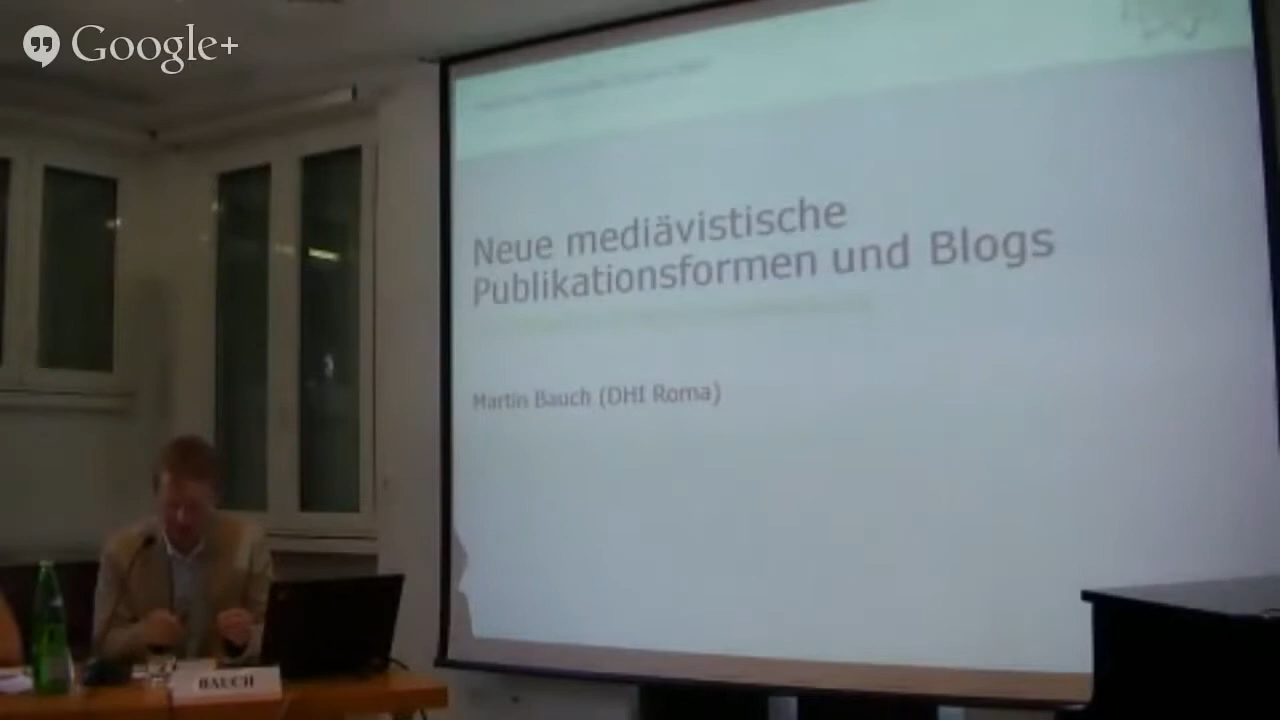 Google+
Neue mediävistische
Publikationsformen und Blogs
Martin Bauch (DHI Roma)
BAUCH